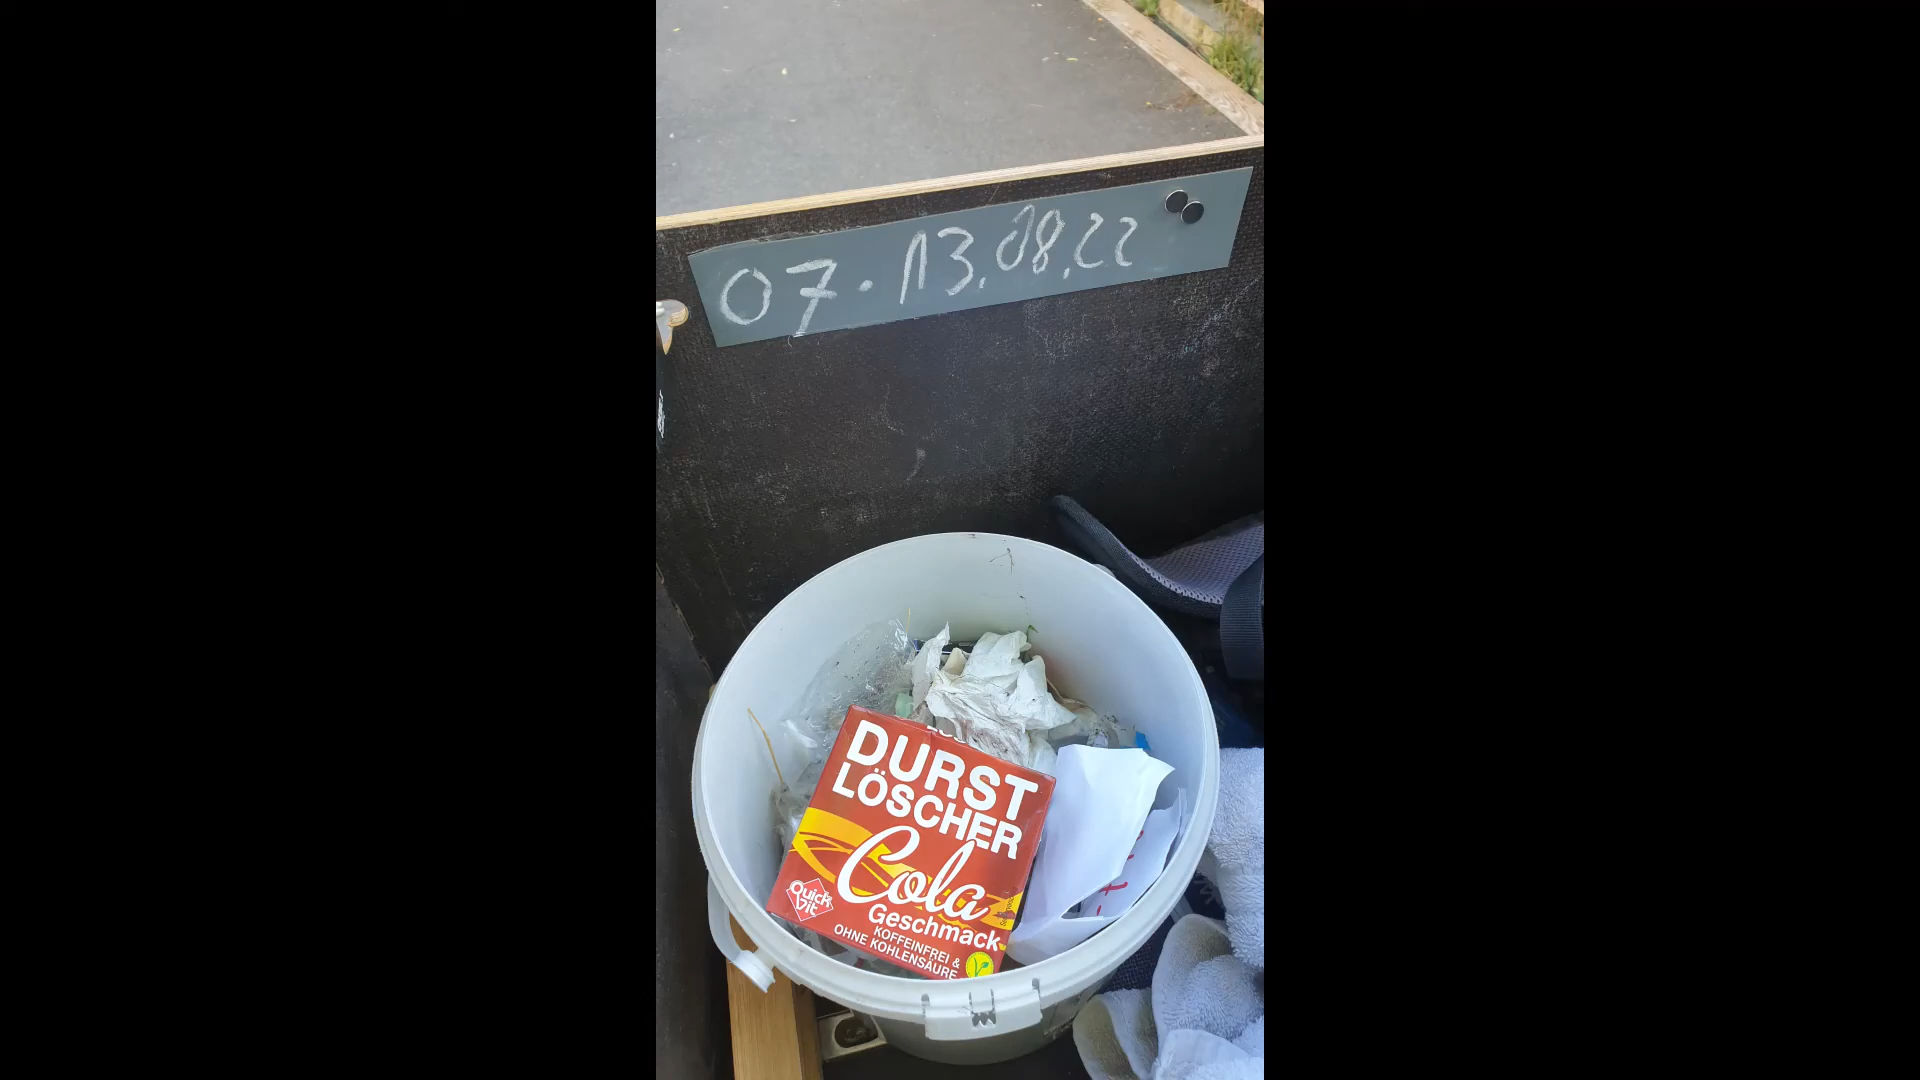 07.13.08.22
DURST
LÖSCHER
Cola
Geschmack
KOFFEINFREI &
OHNE KOHLENSÄURE
Quick
Vit